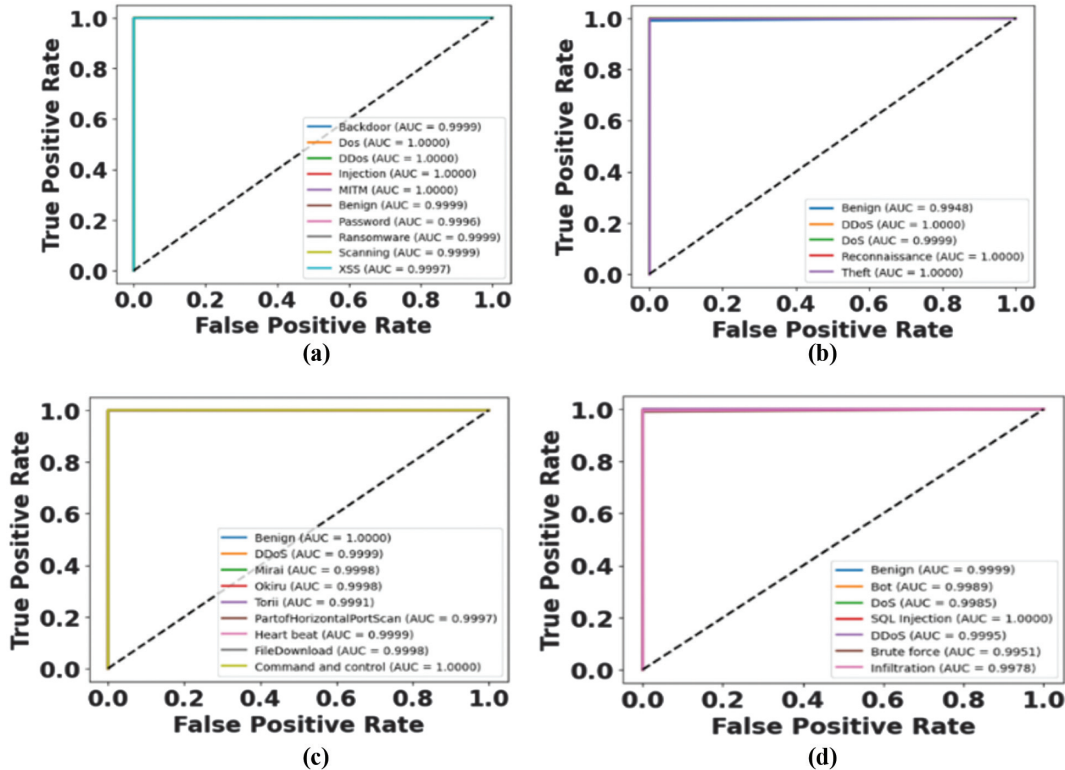 True Positive Rate
1.0
0.8
0.6
0.4
0.2
0.0
Backdoor (AUC = 0.9999)
Dos (AUC = 1.0000)
DDos (AUC = 1.0000)
Injection (AUC = 1.0000)
MITM (AUC = 1.0000)
Benign (AUC = 0.9999)
Password (AUC = 0.9996)
Ransomware (AUC = 0.9999)
Scanning (AUC = 0.9999)
XSS (AUC = 0.9997)
0.0 0.2 0.4 0.6 0.8 1.0
False Positive Rate
(a)
True Positive Rate
1.0
0.8
0.6
0.4
0.2
0.0
Benign (AUC = 0.9948)
DDoS (AUC = 1.0000)
DoS (AUC = 0.9999)
Reconnaissance (AUC = 1.0000)
Theft (AUC = 1.0000)
0.0 0.2 0.4 0.6 0.8 1.0
False Positive Rate
(b)
True Positive Rate
1.0
0.8
0.6
0.4
0.2
0.0
Benign (AUC = 1.0000)
DDoS (AUC = 0.9999)
Mirai (AUC = 0.9998)
Okiru (AUC = 0.9998)
Torii (AUC = 0.9991)
PartofHorizontalPortScan (AUC = 0.9997)
Heart beat (AUC = 0.9999)
FileDownload (AUC = 0.9998)
Command and control (AUC = 1.0000)
0.0 0.2 0.4 0.6 0.8 1.0
False Positive Rate
(c)
True Positive Rate
1.0
0.8
0.6
0.4
0.2
0.0
Benign (AUC = 0.9999)
Bot (AUC = 0.9989)
DoS (AUC = 0.9985)
SQL Injection (AUC = 1.0000)
DDoS (AUC = 0.9995)
Brute force (AUC = 0.9951)
Infiltration (AUC = 0.9978)
0.0 0.2 0.4 0.6 0.8 1.0
False Positive Rate
(d)